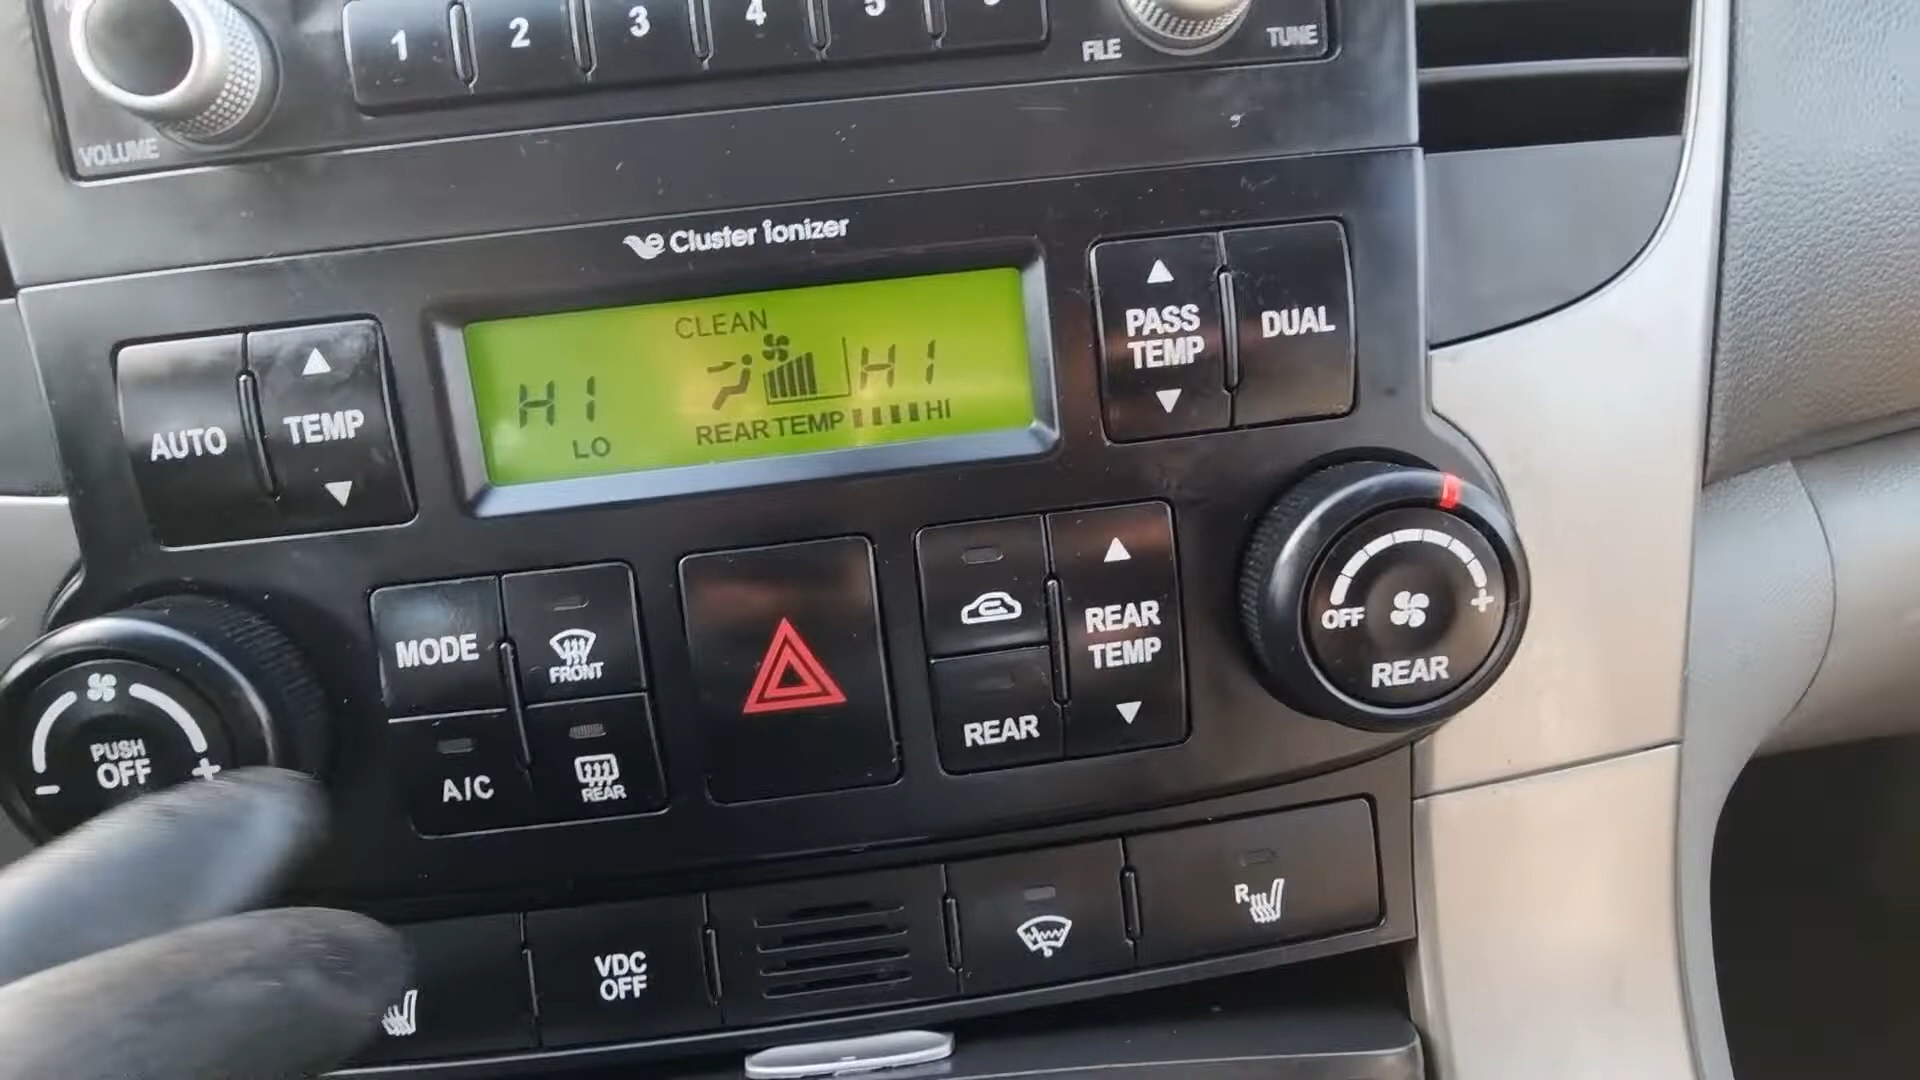 1 2 3 4 5
VOLUME
FILE
TUNE
Cluster ionizer
AUTO
TEMP
CLEAN
HI
LO
HI
REAR TEMP HI
PASS
TEMP
DUAL
PUSH
OFF
- +
MODE
FRONT
A/C
REAR
REAR
REAR
TEMP
OFF +
REAR
VDC
OFF
R